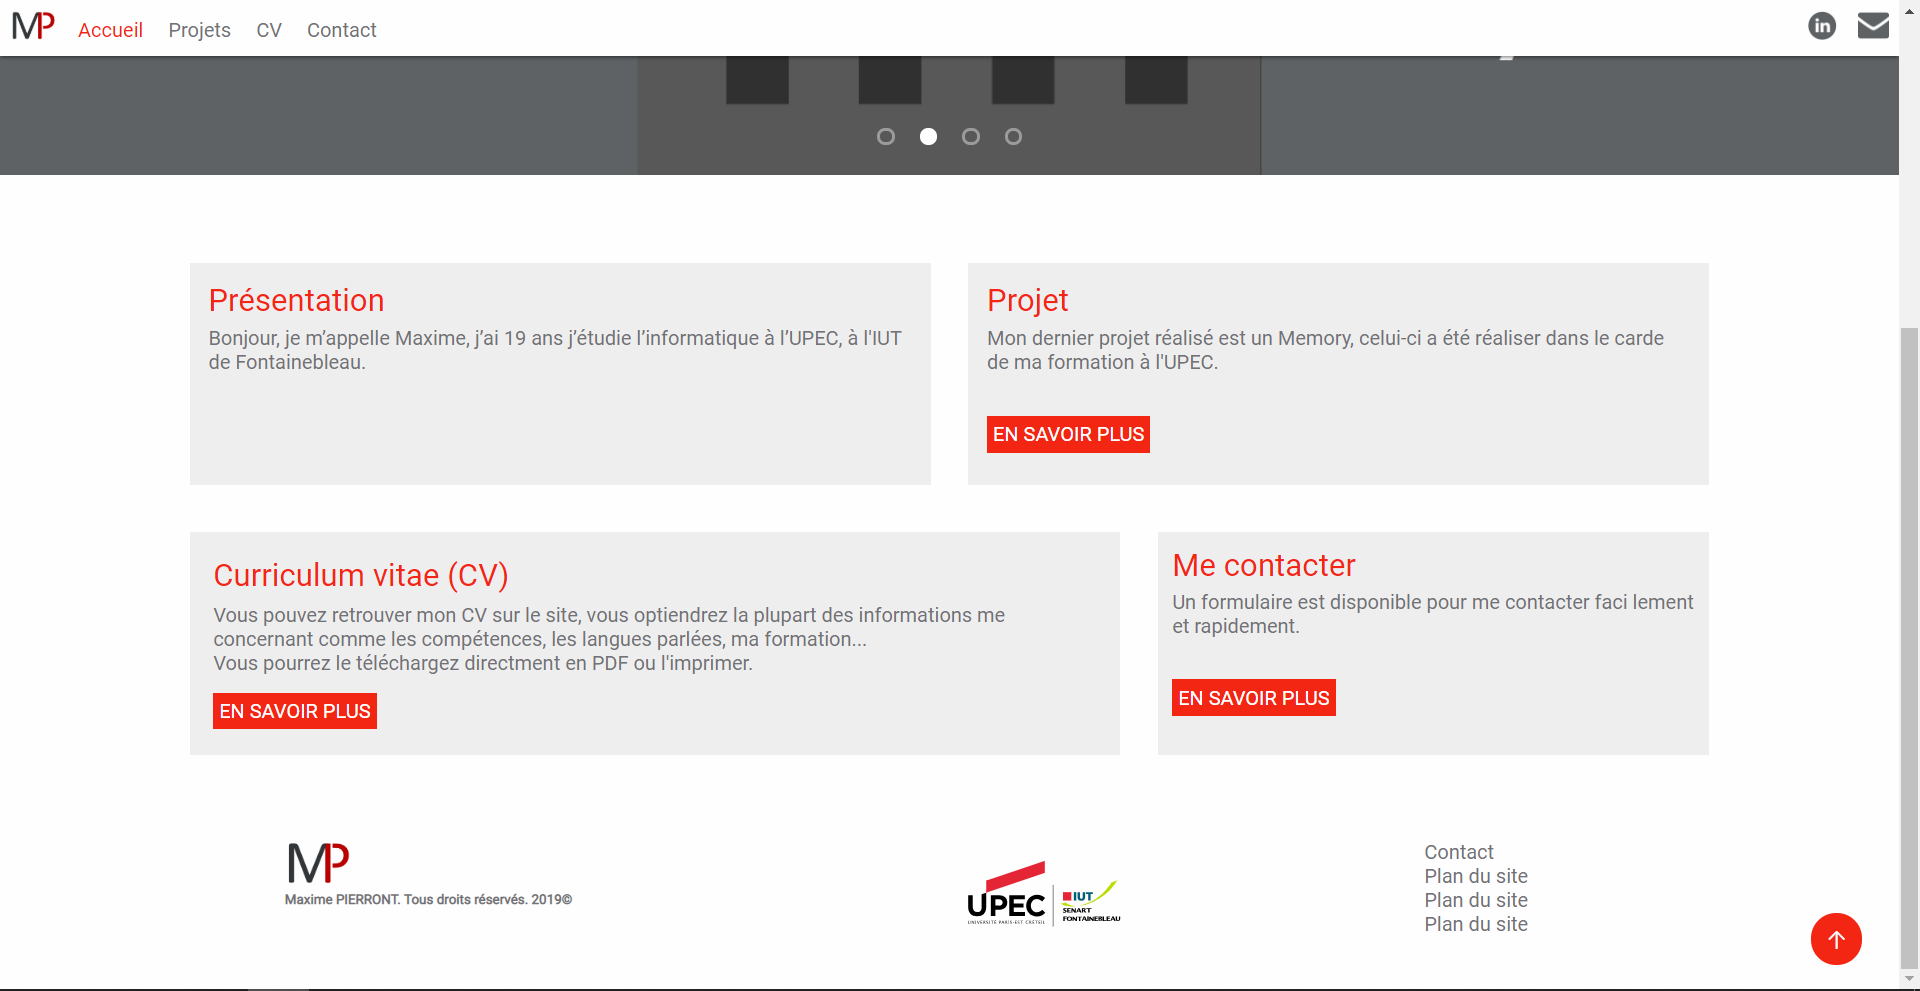 MP Accueil Projets CV Contact in
Présentation
Bonjour, je m’appelle Maxime, j’ai 19 ans j’étudie l’informatique à l’UPEC, à l'IUT
de Fontainebleau.
Projet
Mon dernier projet réalisé est un Memory, celui-ci a été réaliser dans le carde
de ma formation à l'UPEC.
EN SAVOIR PLUS
Curriculum vitae (CV)
Vous pouvez retrouver mon CV sur le site, vous optiendrez la plupart des informations me
concernant comme les compétences, les langues parlées, ma formation...
Vous pourrez le téléchargez directment en PDF ou l'imprimer.
EN SAVOIR PLUS
Me contacter
Un formulaire est disponible pour me contacter faci lement
et rapidement.
EN SAVOIR PLUS
MP
Maxime PIERRONT. Tous droits réservés. 2019©
UPEC
UNIVERSITÉ PARIS-EST CRÉTEIL
IUT
SENART
FONTAINEBLEAU
Contact
Plan du site
Plan du site
Plan du site